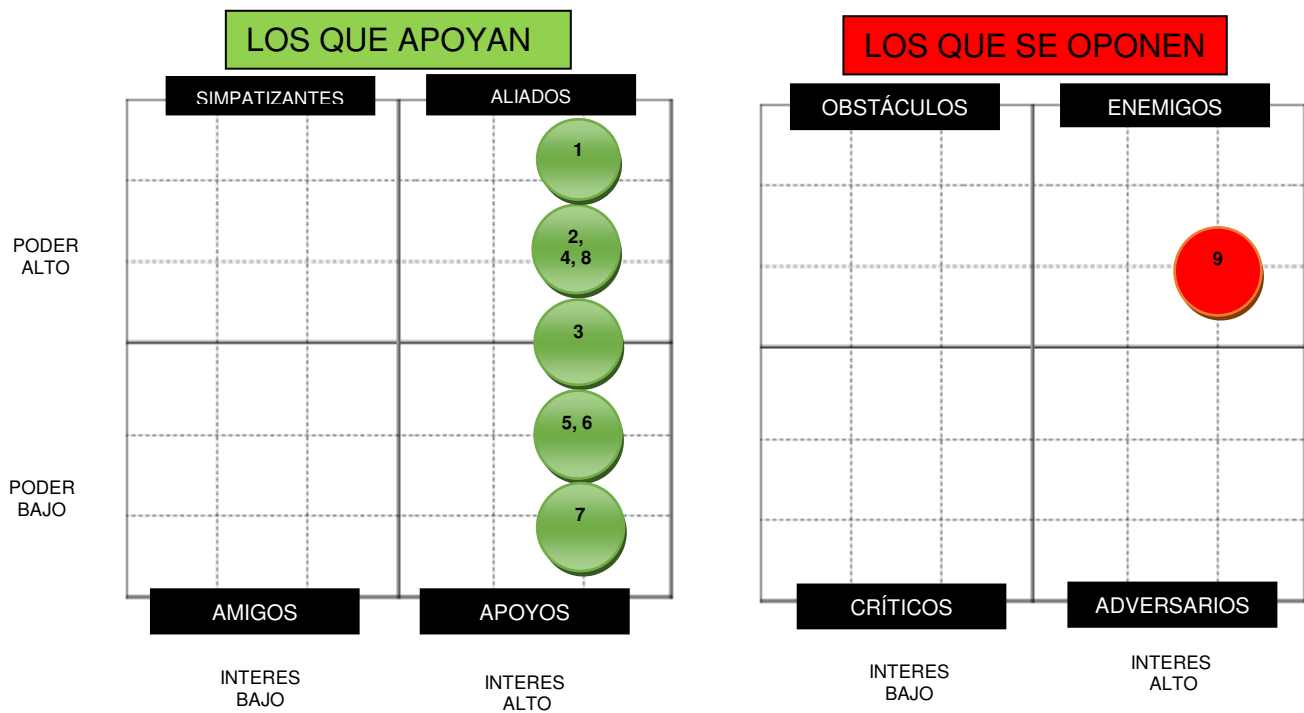 LOS QUE APOYAN
LOS QUE SE OPONEN
SIMPATIZANTES
ALIADOS
OBSTÁCULOS
ENEMIGOS
1
2,
4, 8
9
PODER
ALTO
3
5, 6
PODER
BAJO
7
AMIGOS
APOYOS
CRÍTICOS
ADVERSARIOS
INTERES
BAJO
INTERES
ALTO
INTERES
BAJO
INTERES
ALTO